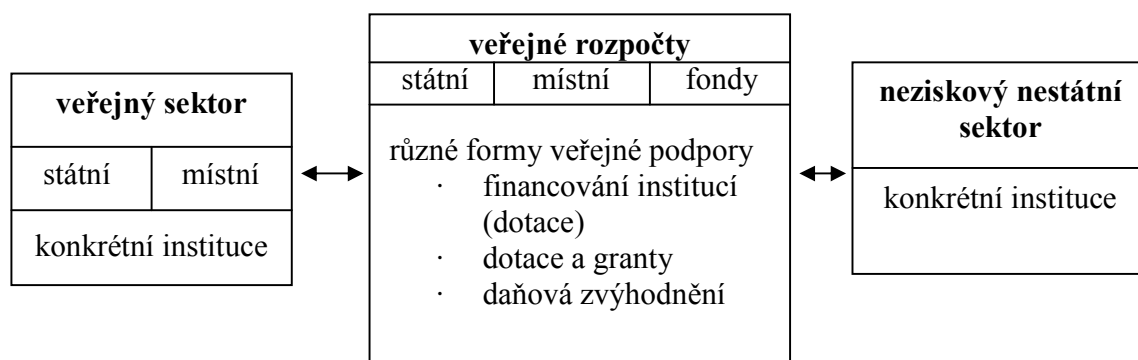 veřejný sektor
státní místní
konkrétní instituce
veřejné rozpočty
státní místní fondy
různé formy veřejné podpory
· financování institucí
(dotace)
· dotace a granty
· daňová zvýhodnění
neziskový nestátní
sektor
konkrétní instituce